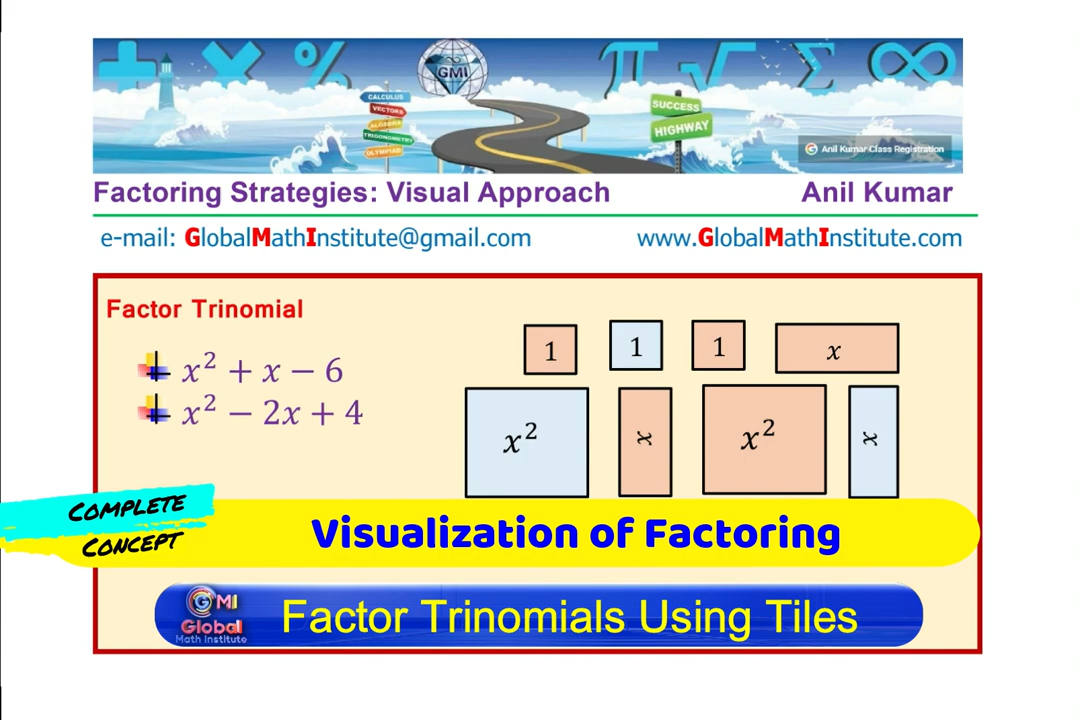 GMI
CALCULUS
VECTORS
ALGEBRA
TRIGONOMETRY
OLYMPIAD
SUCCESS
HIGHWAY
Anil Kumar Class Registration
Factoring Strategies: Visual Approach Anil Kumar
e-mail: GlobalMathInstitute@gmail.com www.GlobalMathInstitute.com
Factor Trinomial
1 1 1 x
x² + x − 6
x² − 2x + 4
x² x x² x
COMPLETE
CONCEPT
Visualization of Factoring
GMI
Global
Math Institute
Factor Trinomials Using Tiles